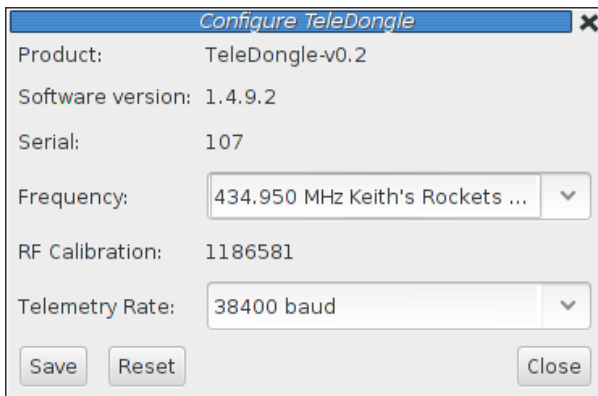 Configure TeleDongle
Product: TeleDongle-v0.2
Software version: 1.4.9.2
Serial: 107
Frequency: 434.950 MHz Keith's Rockets ...
RF Calibration: 1186581
Telemetry Rate: 38400 baud
Save Reset Close